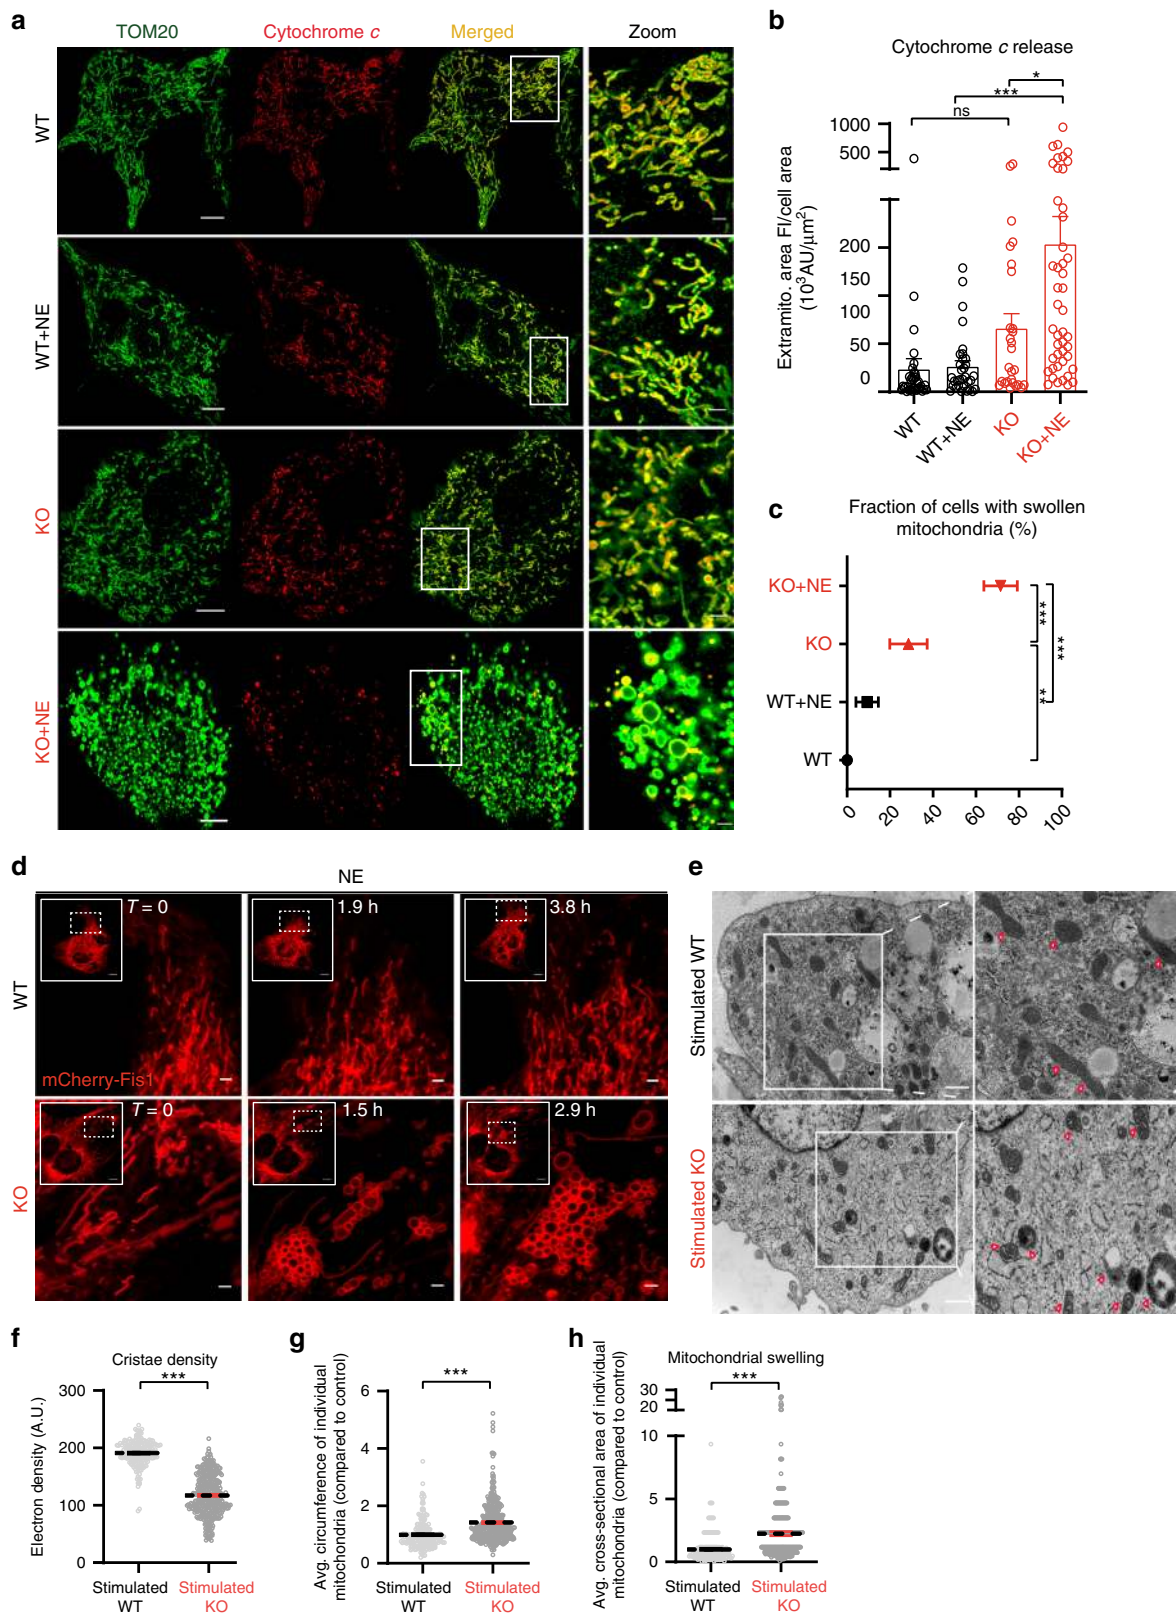 a
TOM20
Cytochrome c
Merged
Zoom
WT
WT+NE
KO
KO+NE
b
Cytochrome c release
*
***
ns
Extramito. area FI/cell area
(10³AU/μm²)
1000
500
200
150
100
50
0
WT
WT+NE
KO
KO+NE
c
Fraction of cells with swollen
mitochondria (%)
KO+NE
KO
WT+NE
WT
***
***
**
0
20
40
60
80
100
d
NE
WT
T = 0
1.9 h
3.8 h
mCherry-Fis1
KO
T = 0
1.5 h
2.9 h
e
Stimulated WT
Stimulated KO
f
Cristae density
***
Electron density (A.U.)
300
200
100
0
Stimulated
WT
Stimulated
KO
g
***
Avg. circumference of individual
mitochondria (compared to control)
6
4
2
0
Stimulated
WT
Stimulated
KO
h
Mitochondrial swelling
***
Avg. cross-sectional area of individual
mitochondria (compared to control)
30
20
10
5
0
Stimulated
WT
Stimulated
KO